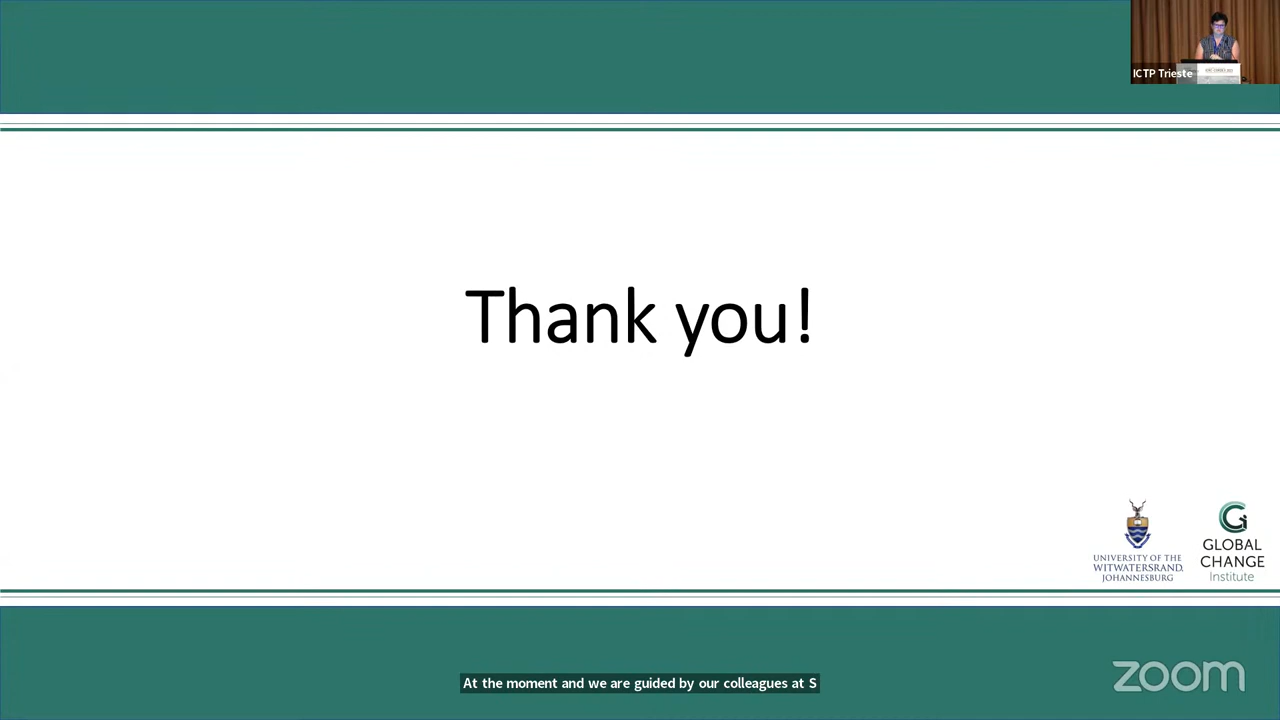 ICTP Trieste
Thank you!
UNIVERSITY OF THE
WITWATERSRAND,
JOHANNESBURG
GLOBAL
CHANGE
Institute
At the moment and we are guided by our colleagues at S
zoom